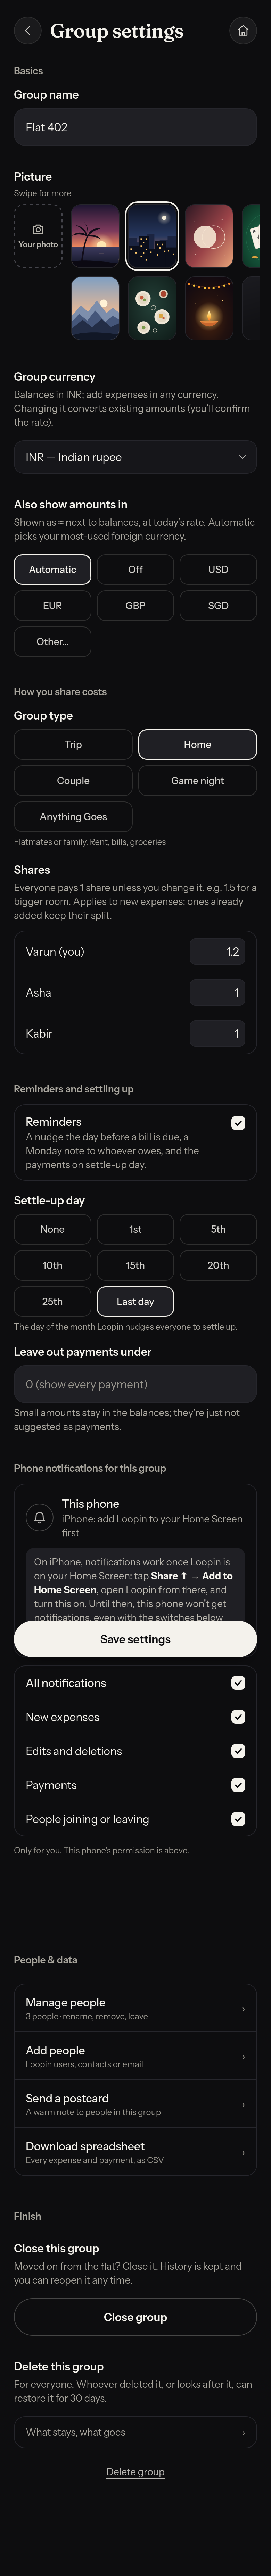 Group settings
Basics
Group name
Flat 402
Picture
Swipe for more
Your photo
Group currency
Balances in INR; add expenses in any currency.
Changing it converts existing amounts (you'll confirm
the rate).
INR — Indian rupee
Also show amounts in
Shown as ≈ next to balances, at today's rate. Automatic
picks your most-used foreign currency.
Automatic
Off
USD
EUR
GBP
SGD
Other...
How you share costs
Group type
Trip
Home
Couple
Game night
Anything Goes
Flatmates or family. Rent, bills, groceries
Shares
Everyone pays 1 share unless you change it, e.g. 1.5 for a
bigger room. Applies to new expenses; ones already
added keep their split.
Varun (you)
1.2
Asha
1
Kabir
1
Reminders and settling up
Reminders
A nudge the day before a bill is due, a
Monday note to whoever owes, and the
payments on settle-up day.
Settle-up day
None
1st
5th
10th
15th
20th
25th
Last day
The day of the month Loopin nudges everyone to settle up.
Leave out payments under
0 (show every payment)
Small amounts stay in the balances; they're just not
suggested as payments.
Phone notifications for this group
This phone
iPhone: add Loopin to your Home Screen
first
On iPhone, notifications work once Loopin is
on your Home Screen: tap Share ⬆ → Add to
Home Screen, open Loopin from there, and
turn this on. Until then, this phone won't get
notifications, even with the switches below
Save settings
All notifications
New expenses
Edits and deletions
Payments
People joining or leaving
Only for you. This phone's permission is above.
People & data
Manage people
3 people · rename, remove, leave
Add people
Loopin users, contacts or email
Send a postcard
A warm note to people in this group
Download spreadsheet
Every expense and payment, as CSV
Finish
Close this group
Moved on from the flat? Close it. History is kept and
you can reopen it any time.
Close group
Delete this group
For everyone. Whoever deleted it, or looks after it, can
restore it for 30 days.
What stays, what goes
Delete group